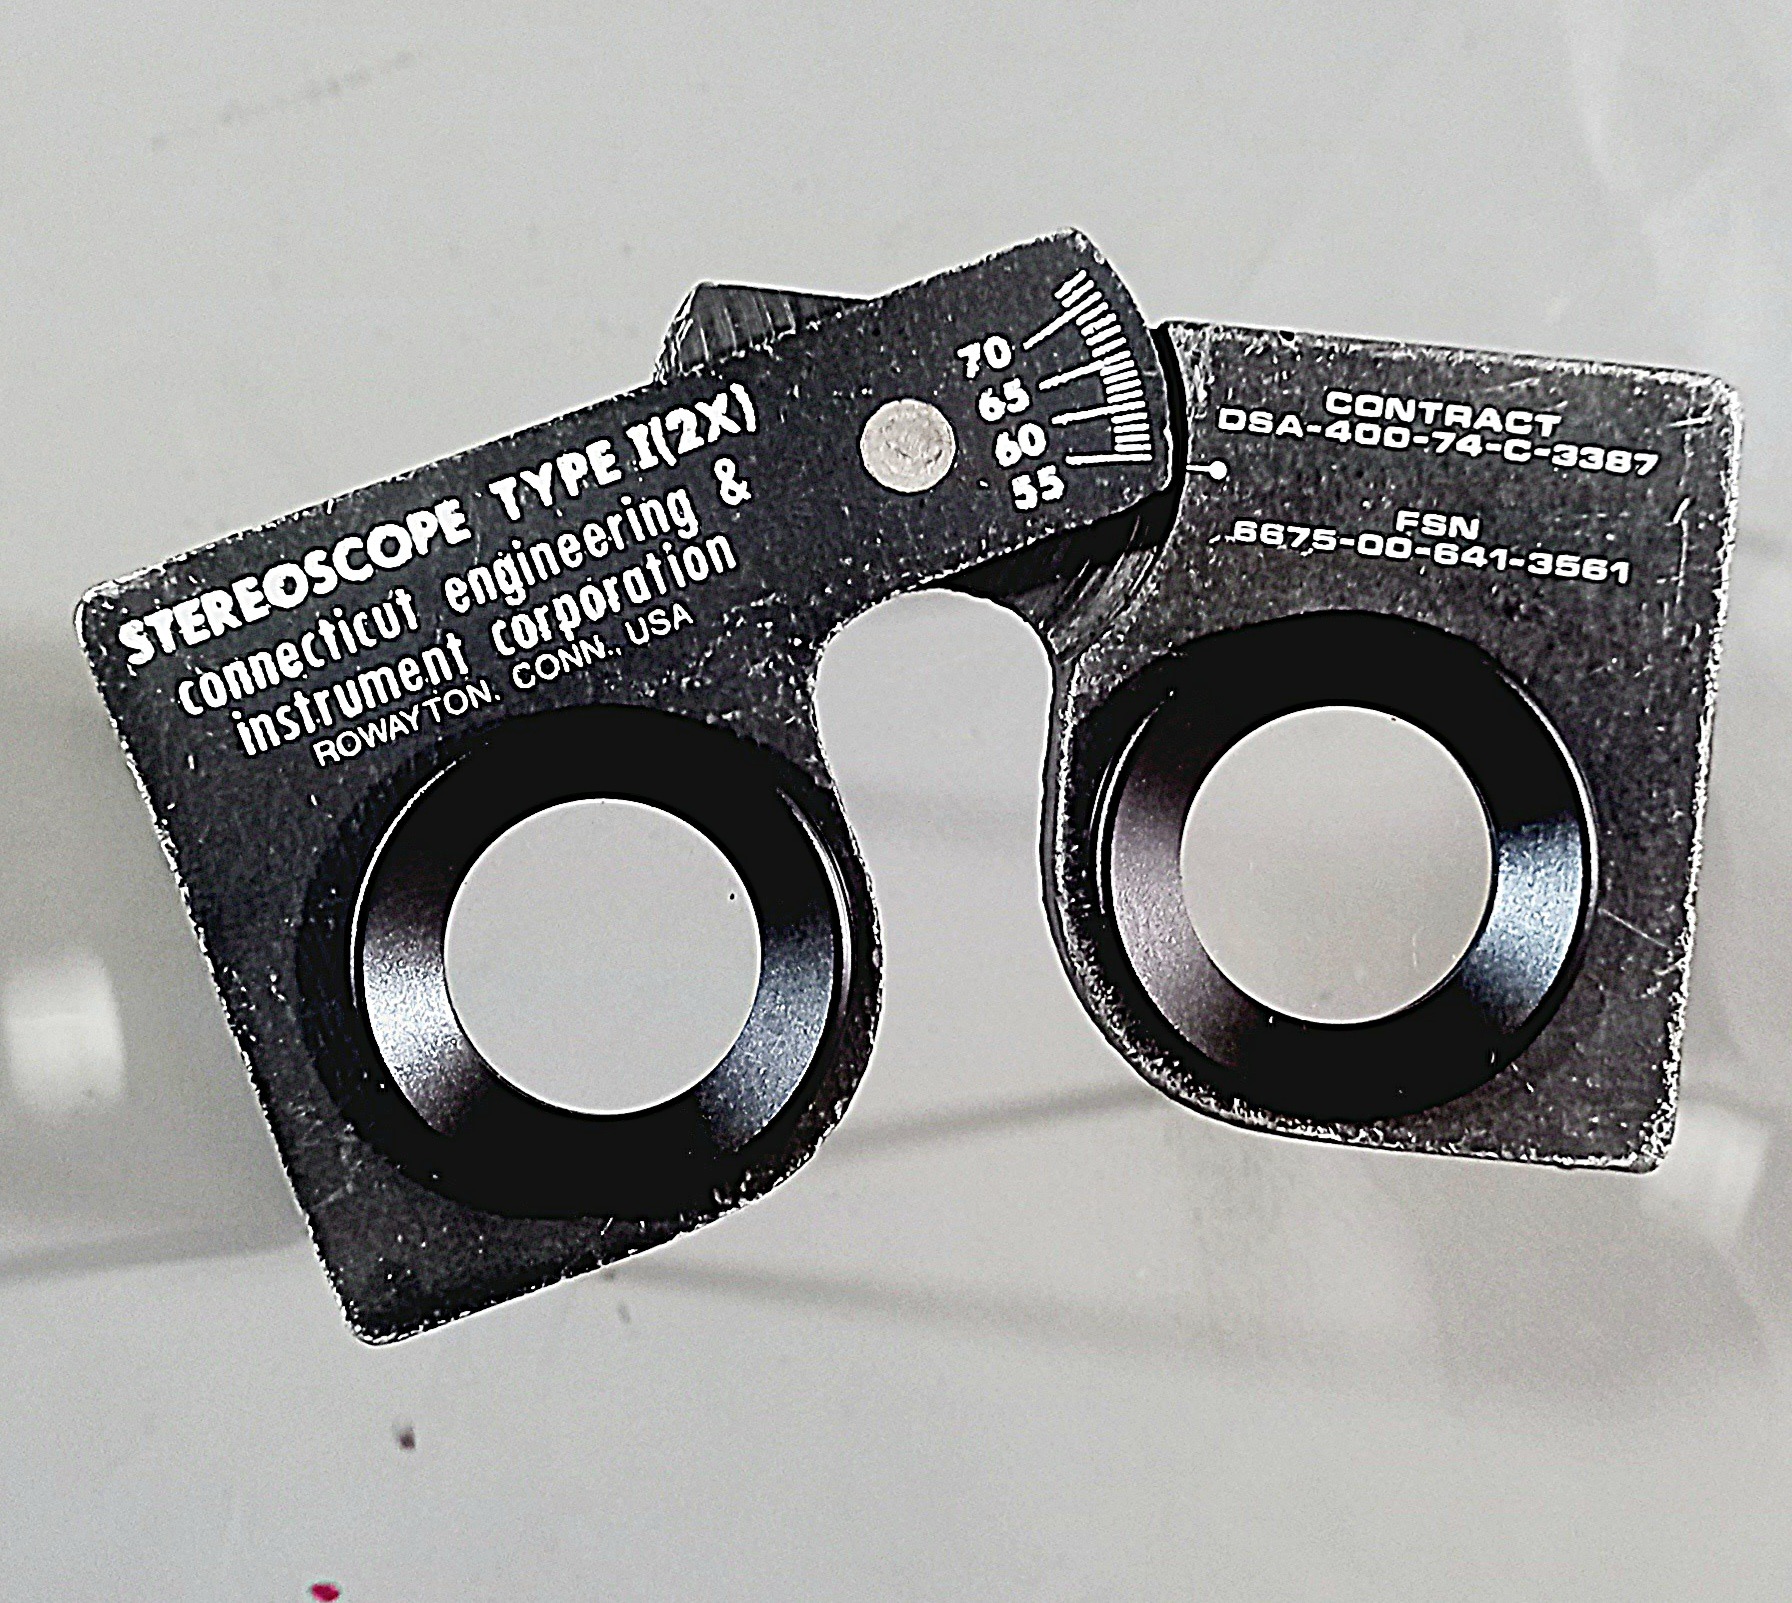 STEREOSCOPE TYPE I(2X)
connecticut engineering &
instrument corporation
ROWAYTON, CONN., USA
70
65
60
55
CONTRACT
DSA-400-74-C-3387
FSN
6675-00-641-3561